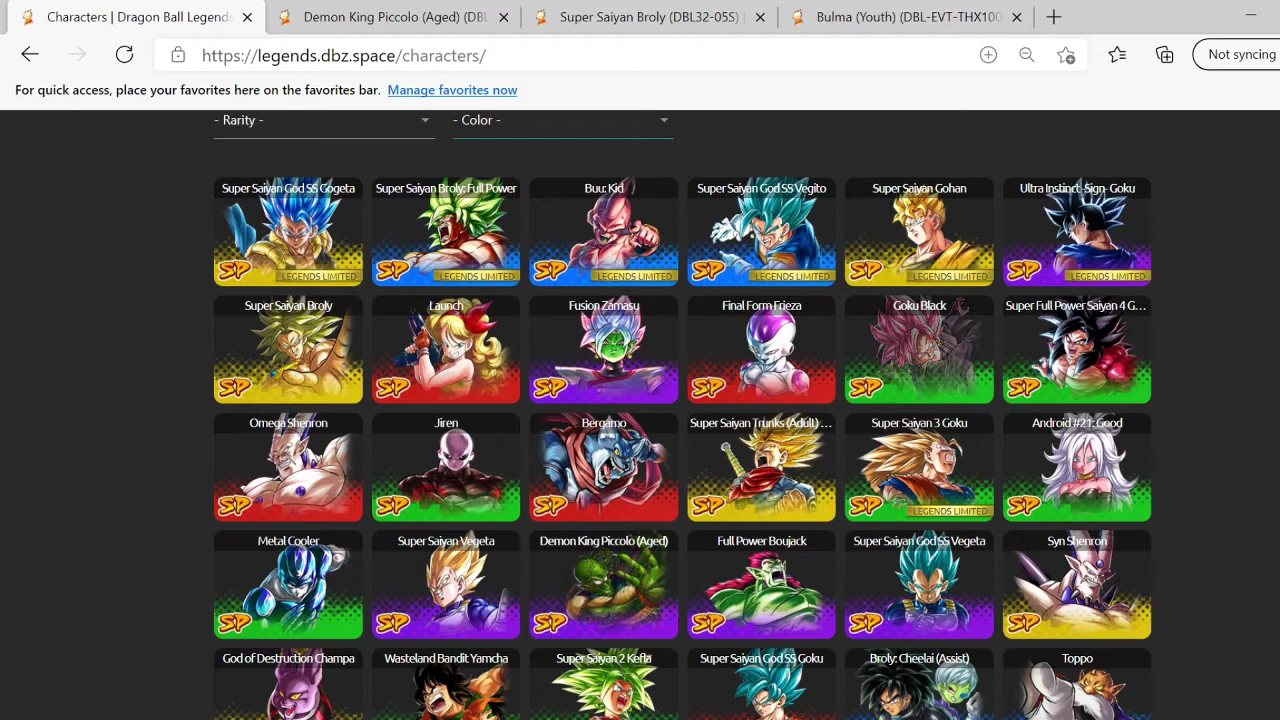 Characters | Dragon Ball Legends
Demon King Piccolo (Aged) (DBL
Super Saiyan Broly (DBL32-05S) |
Bulma (Youth) (DBL-EVT-THX100
https://legends.dbz.space/characters/
Not syncing
For quick access, place your favorites here on the favorites bar. Manage favorites now
- Rarity -
- Color -
Super Saiyan God SS Gogeta
Super Saiyan Broly: Full Power
Buu: Kid
Super Saiyan God SS Vegito
Super Saiyan Gohan
Ultra Instinct -Sign- Goku
SP LEGENDS LIMITED
SP LEGENDS LIMITED
SP LEGENDS LIMITED
SP LEGENDS LIMITED
SP LEGENDS LIMITED
SP LEGENDS LIMITED
Super Saiyan Broly
Launch
Fusion Zamasu
Final Form Frieza
Goku Black
Super Full Power Saiyan 4 G...
SP
SP
SP
SP
SP
SP
Omega Shenron
Jiren
Bergamo
Super Saiyan Trunks (Adult) ...
Super Saiyan 3 Goku
Android #21: Good
SP
SP
SP
SP
SP LEGENDS LIMITED
SP
Metal Cooler
Super Saiyan Vegeta
Demon King Piccolo (Aged)
Full Power Boujack
Super Saiyan God SS Vegeta
Syn Shenron
SP
SP
SP
SP
SP
SP
God of Destruction Champa
Wasteland Bandit Yamcha
Super Saiyan 2 Kefla
Super Saiyan God SS Goku
Broly: Cheelai (Assist)
Toppo